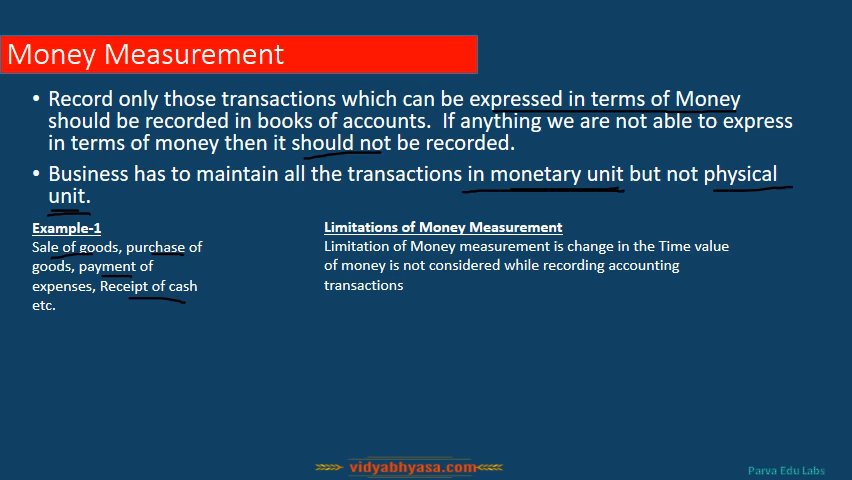 Money Measurement
• Record only those transactions which can be expressed in terms of Money
should be recorded in books of accounts. If anything we are not able to express
in terms of money then it should not be recorded.
• Business has to maintain all the transactions in monetary unit but not physical
unit.
Example-1
Sale of goods, purchase of
goods, payment of
expenses, Receipt of cash
etc.
Limitations of Money Measurement
Limitation of Money measurement is change in the Time value
of money is not considered while recording accounting
transactions
vidyabhyasa.com
Parva Edu Labs